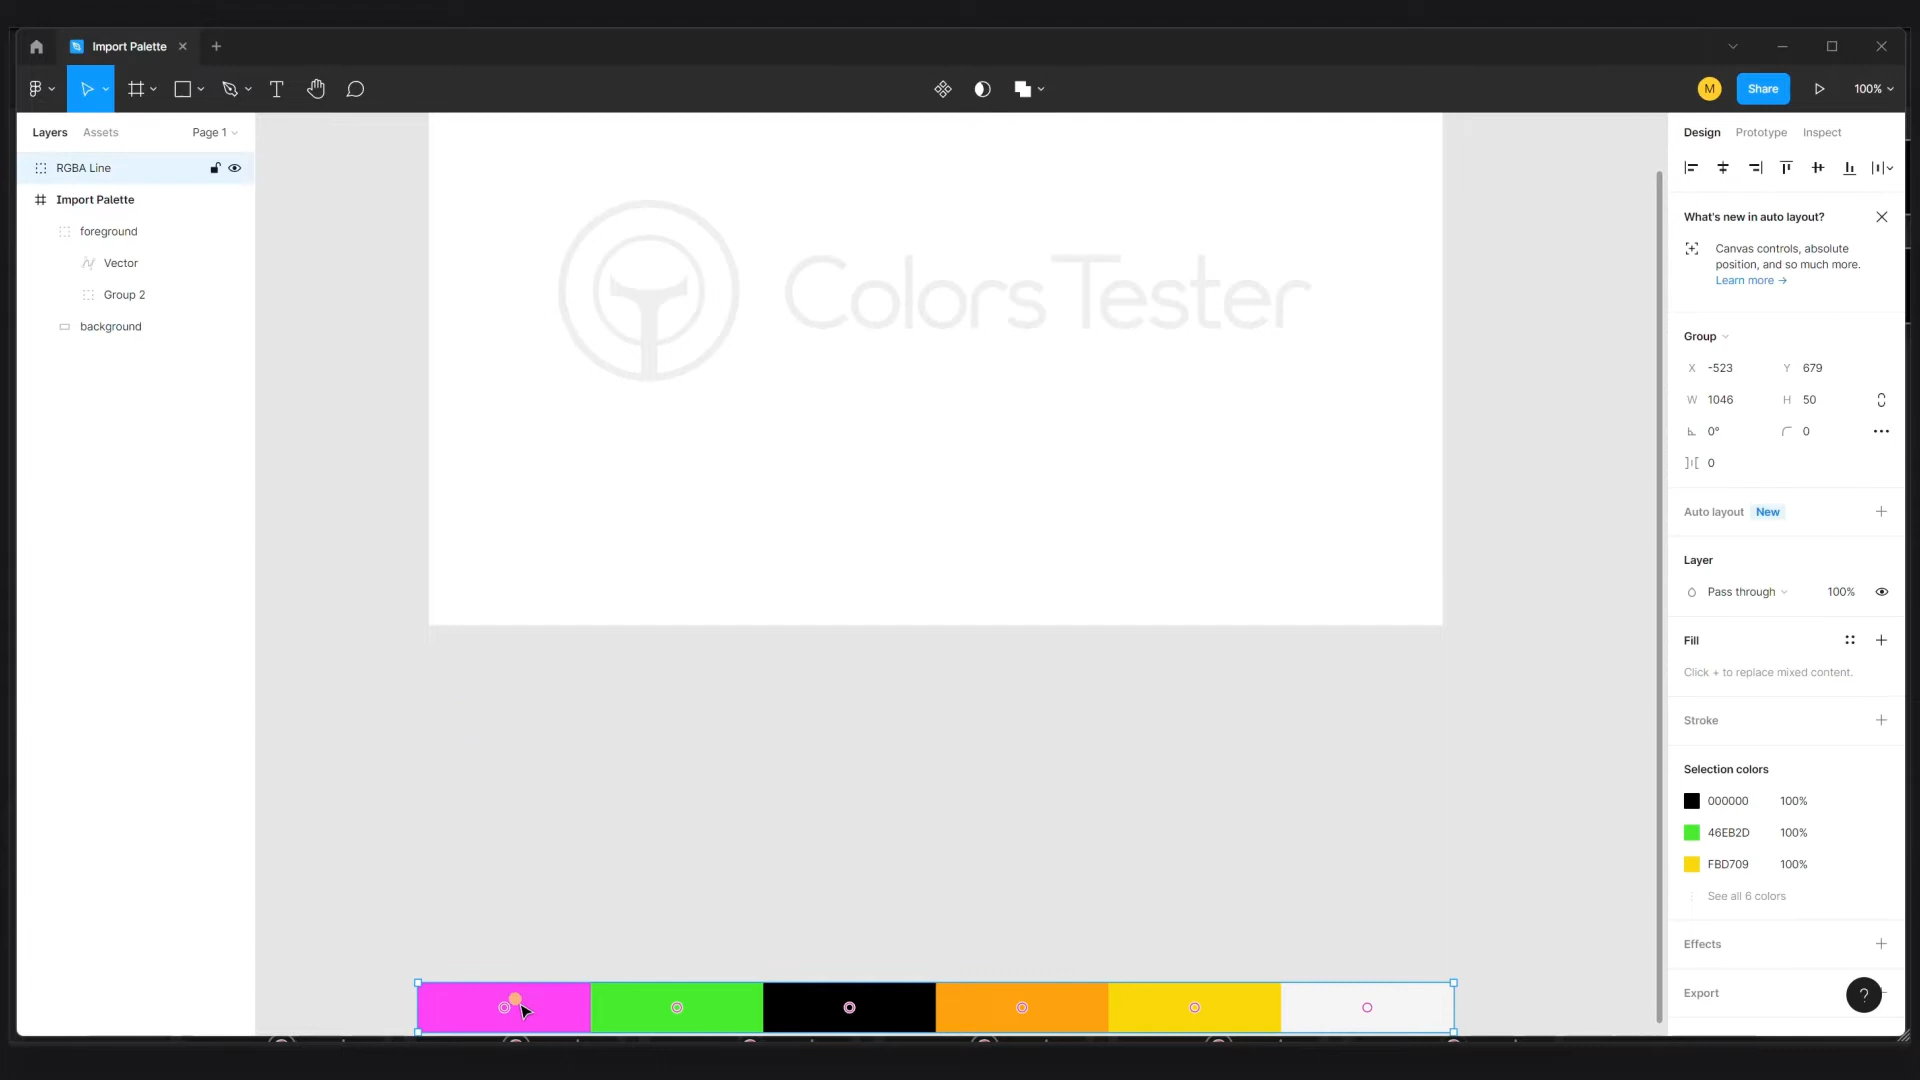 Import Palette
M
Share
100%
Layers
Assets
Page 1
RGBA Line
Import Palette
foreground
Vector
Group 2
background
Colors Tester
Design
Prototype
Inspect
What's new in auto layout?
Canvas controls, absolute
position, and so much more.
Learn more →
Group
X -523 Y 679
W 1046 H 50
0° 0
0
Auto layout New
Layer
Pass through 100%
Fill
Click + to replace mixed content.
Stroke
Selection colors
000000 100%
46EB2D 100%
FBD709 100%
See all 6 colors
Effects
Export
?